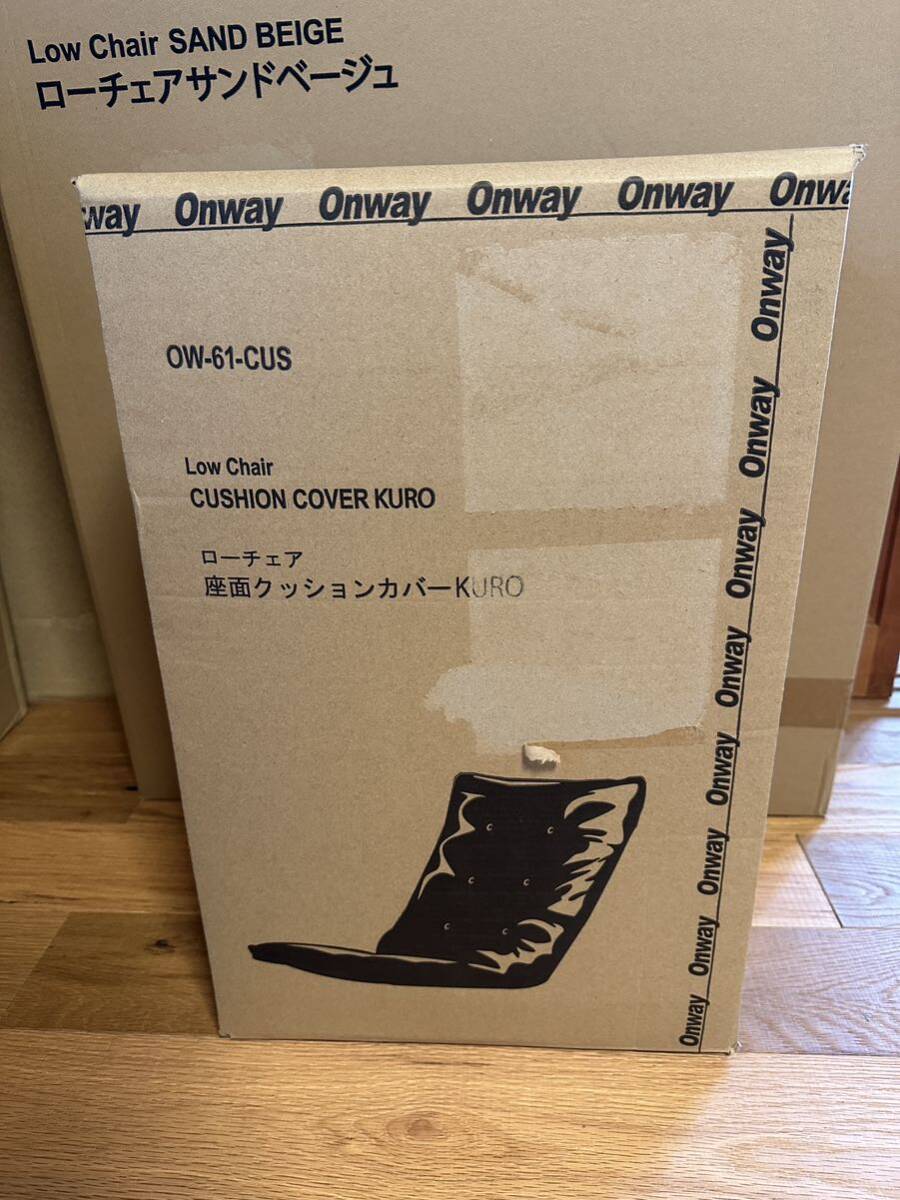 Low Chair SAND BEIGE
ローチェアサンドベージュ
way Onway Onway Onway Onway Onwa
OW-61-CUS
Low Chair
CUSHION COVER KURO
ローチェア
座面クッションカバーKURO
Onway Onway Onway Onway Onway Onway Onway Onway